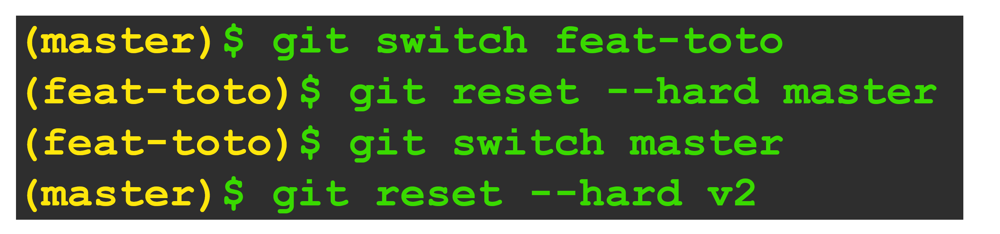 (master)$ git switch feat-toto
(feat-toto)$ git reset --hard master
(feat-toto)$ git switch master
(master)$ git reset --hard v2